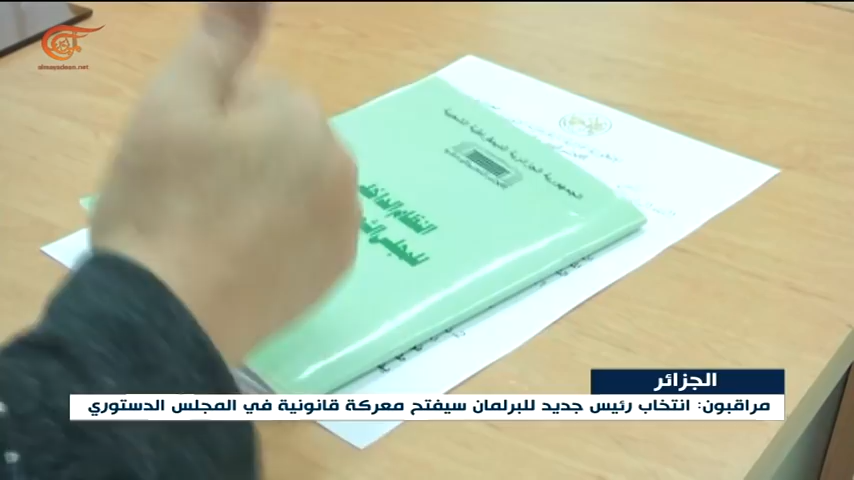 almayadeen.net
الجمهورية الجزائرية الديمقراطية الشعبية
النظام الداخلي
للمجلس
الجزائر
مراقبون: انتخاب رئيس جديد للبرلمان سيفتح معركة قانونية في المجلس الدستوري